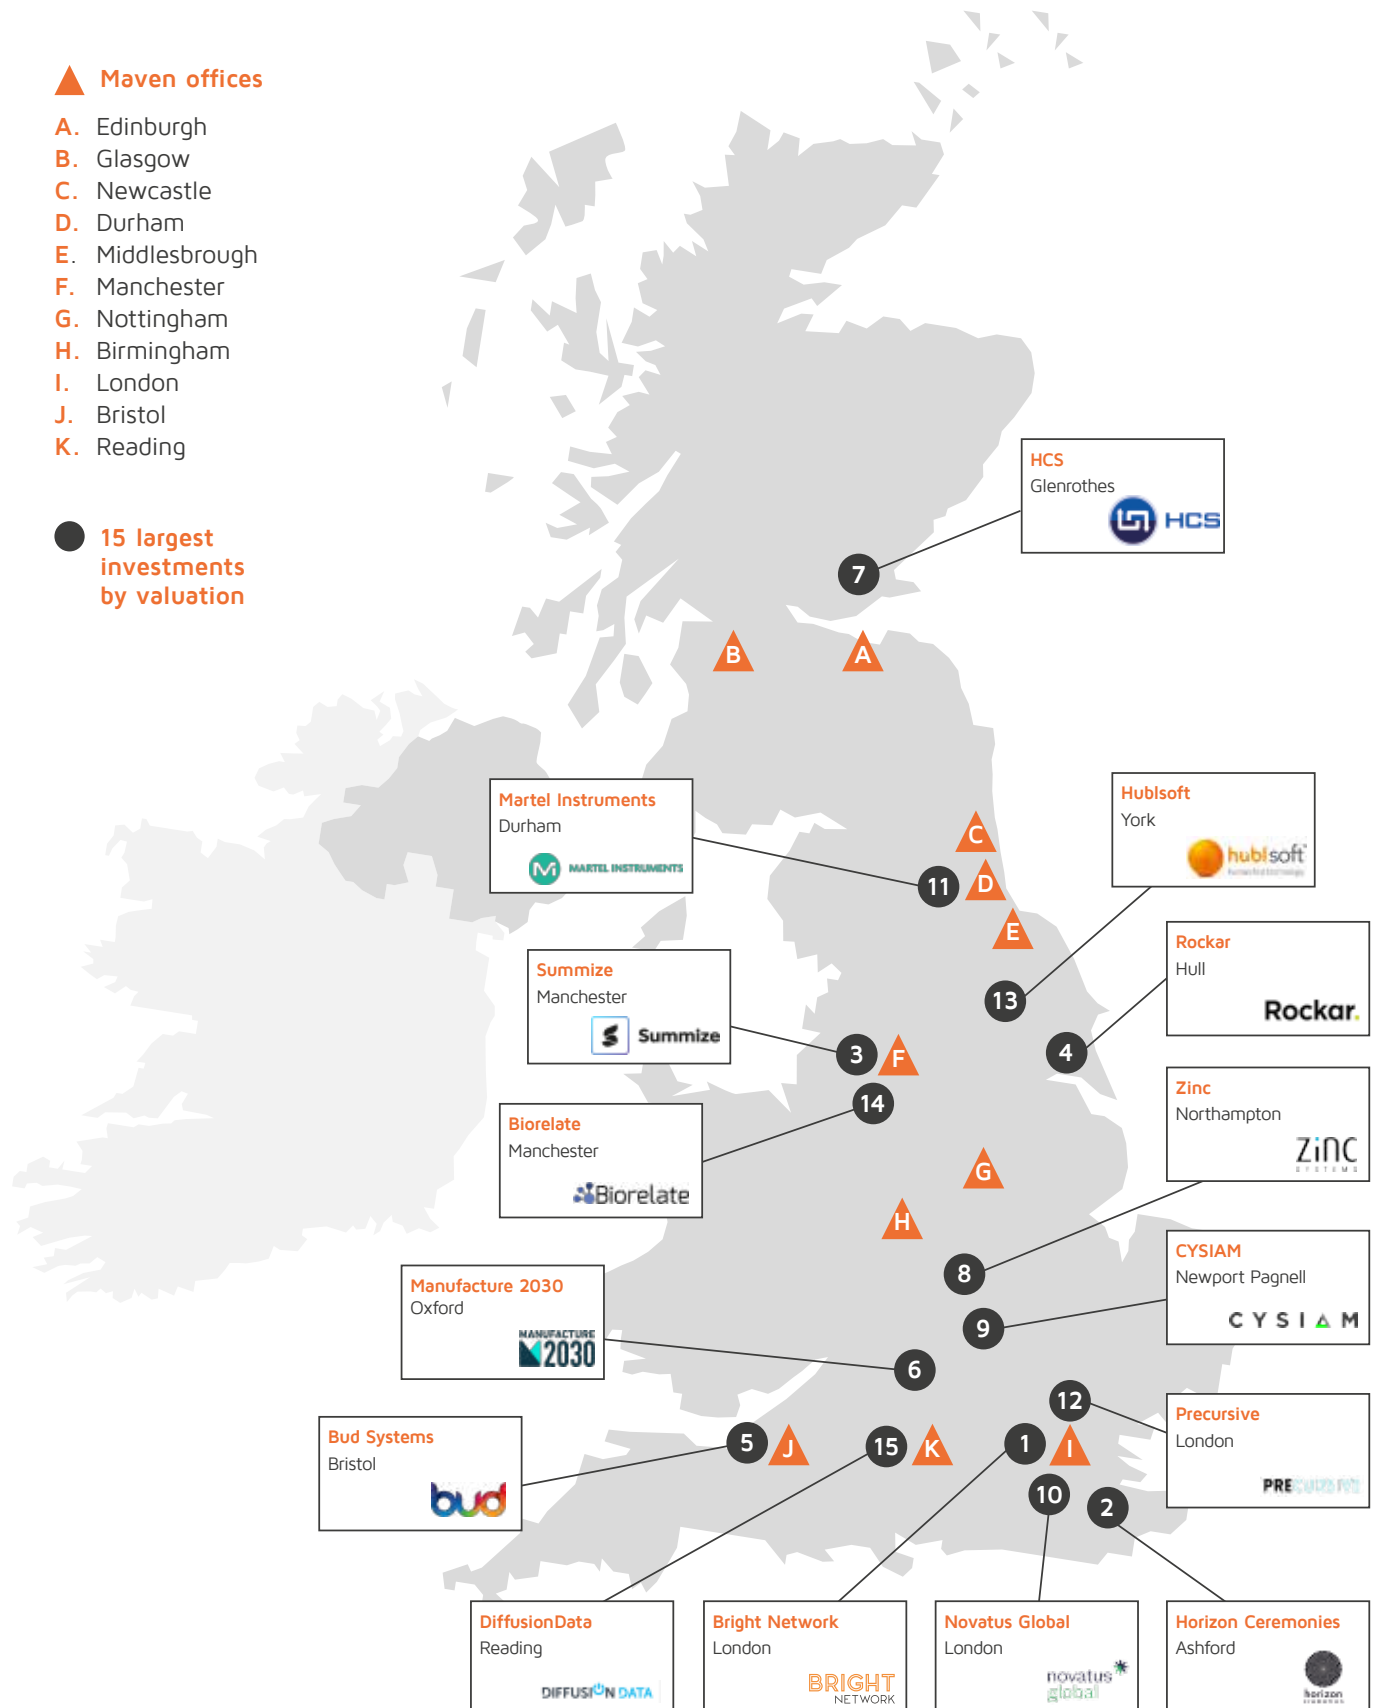 Maven offices
A. Edinburgh
B. Glasgow
C. Newcastle
D. Durham
E. Middlesbrough
F. Manchester
G. Nottingham
H. Birmingham
I. London
J. Bristol
K. Reading
15 largest
investments
by valuation
HCS
Glenrothes
HCS
7
B
A
Martel Instruments
Durham
M MARTEL INSTRUMENTS
Hublsoft
York
hublsoft
C
11
D
E
Rockar
Hull
Rockar.
Summize
Manchester
Summize
13
3
F
4
14
Zinc
Northampton
ZiNC
SYSTEMS
Biorelate
Manchester
Biorelate
G
H
8
CYSIAM
Newport Pagnell
CYSIAM
Manufacture 2030
Oxford
MANUFACTURE
2030
9
6
12
Precursive
London
PRECURSIVE
Bud Systems
Bristol
bud
5
J
15
K
1
I
10
2
DiffusionData
Reading
DIFFUSION DATA
Bright Network
London
BRIGHT
NETWORK
Novatus Global
London
novatus
global
Horizon Ceremonies
Ashford
horizon